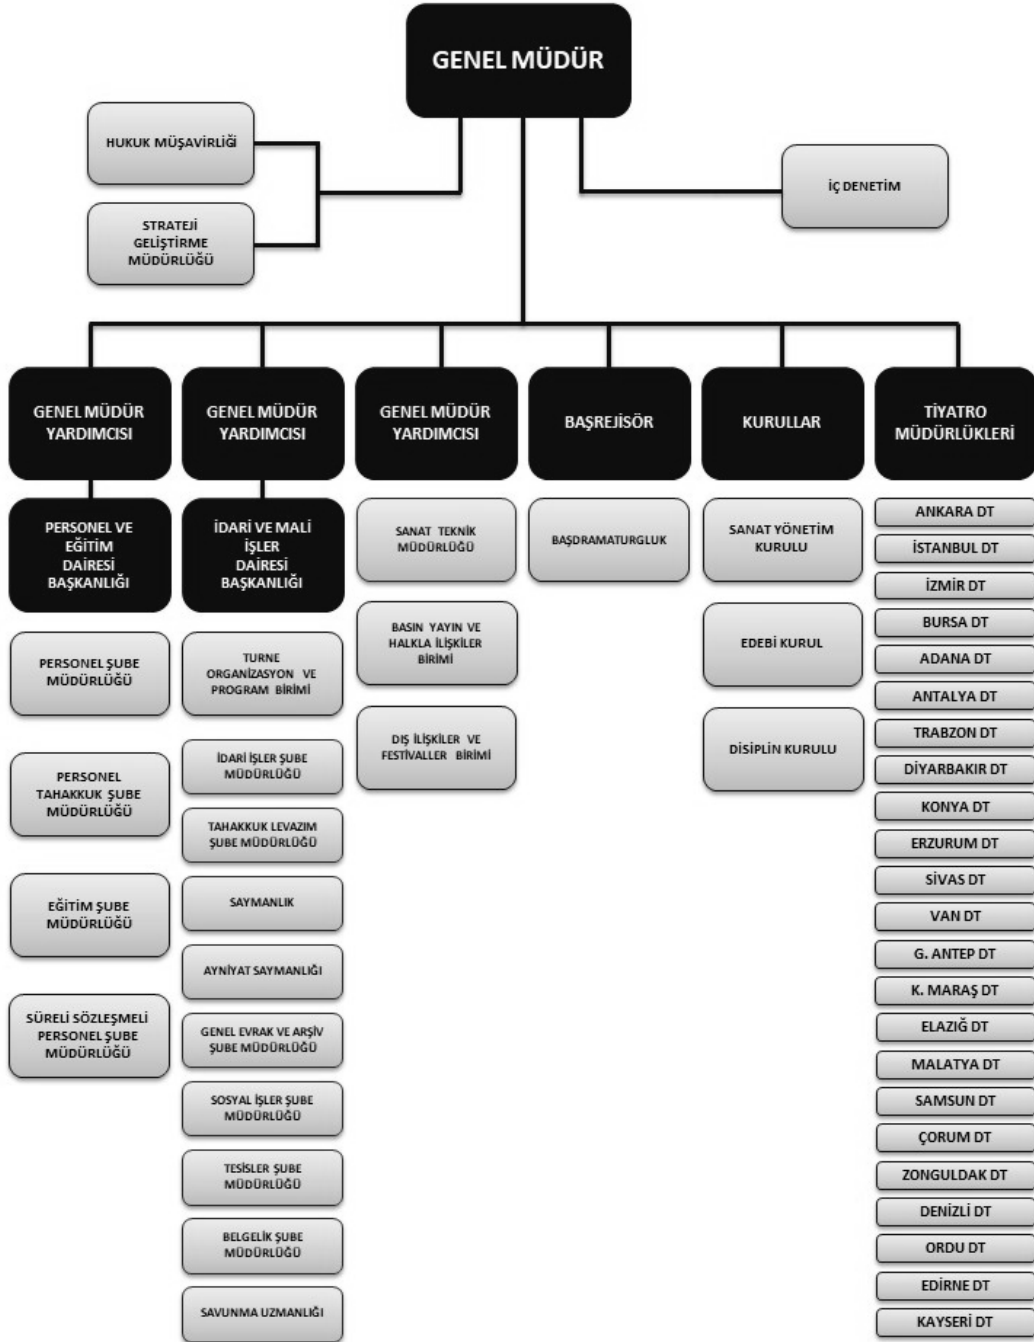 GENEL MÜDÜR
HUKUK MÜŞAVİRLİĞİ
STRATEJİ
GELİŞTİRME
MÜDÜRLÜĞÜ
İÇ DENETİM
GENEL MÜDÜR
YARDIMCISI
PERSONEL VE
EĞİTİM
DAİRESİ
BAŞKANLIĞI
PERSONEL ŞUBE
MÜDÜRLÜĞÜ
PERSONEL
TAHAKKUK ŞUBE
MÜDÜRLÜĞÜ
EĞİTİM ŞUBE
MÜDÜRLÜĞÜ
SÜRELİ SÖZLEŞMELİ
PERSONEL ŞUBE
MÜDÜRLÜĞÜ
GENEL MÜDÜR
YARDIMCISI
İDARİ VE MALİ
İŞLER
DAİRESİ
BAŞKANLIĞI
TURNE
ORGANİZASYON VE
PROGRAM BİRİMİ
İDARİ İŞLER ŞUBE
MÜDÜRLÜĞÜ
TAHAKKUK LEVAZIM
ŞUBE MÜDÜRLÜĞÜ
SAYMANLIK
AYNİYAT SAYMANLIĞI
GENEL EVRAK VE ARŞİV
ŞUBE MÜDÜRLÜĞÜ
SOSYAL İŞLER ŞUBE
MÜDÜRLÜĞÜ
TESİSLER ŞUBE
MÜDÜRLÜĞÜ
BELGELİK ŞUBE
MÜDÜRLÜĞÜ
SAVUNMA UZMANLIĞI
GENEL MÜDÜR
YARDIMCISI
SANAT TEKNİK
MÜDÜRLÜĞÜ
BASIN YAYIN VE
HALKLA İLİŞKİLER
BİRİMİ
DIŞ İLİŞKİLER VE
FESTİVALLER BİRİMİ
BAŞREJİSÖR
BAŞDRAMATURGLUK
KURULLAR
SANAT YÖNETİM
KURULU
EDEBİ KURUL
DİSİPLİN KURULU
TİYATRO
MÜDÜRLÜKLERİ
ANKARA DT
İSTANBUL DT
İZMİR DT
BURSA DT
ADANA DT
ANTALYA DT
TRABZON DT
DİYARBAKIR DT
KONYA DT
ERZURUM DT
SİVAS DT
VAN DT
G. ANTEP DT
K. MARAŞ DT
ELAZIĞ DT
MALATYA DT
SAMSUN DT
ÇORUM DT
ZONGULDAK DT
DENİZLİ DT
ORDU DT
EDİRNE DT
KAYSERİ DT